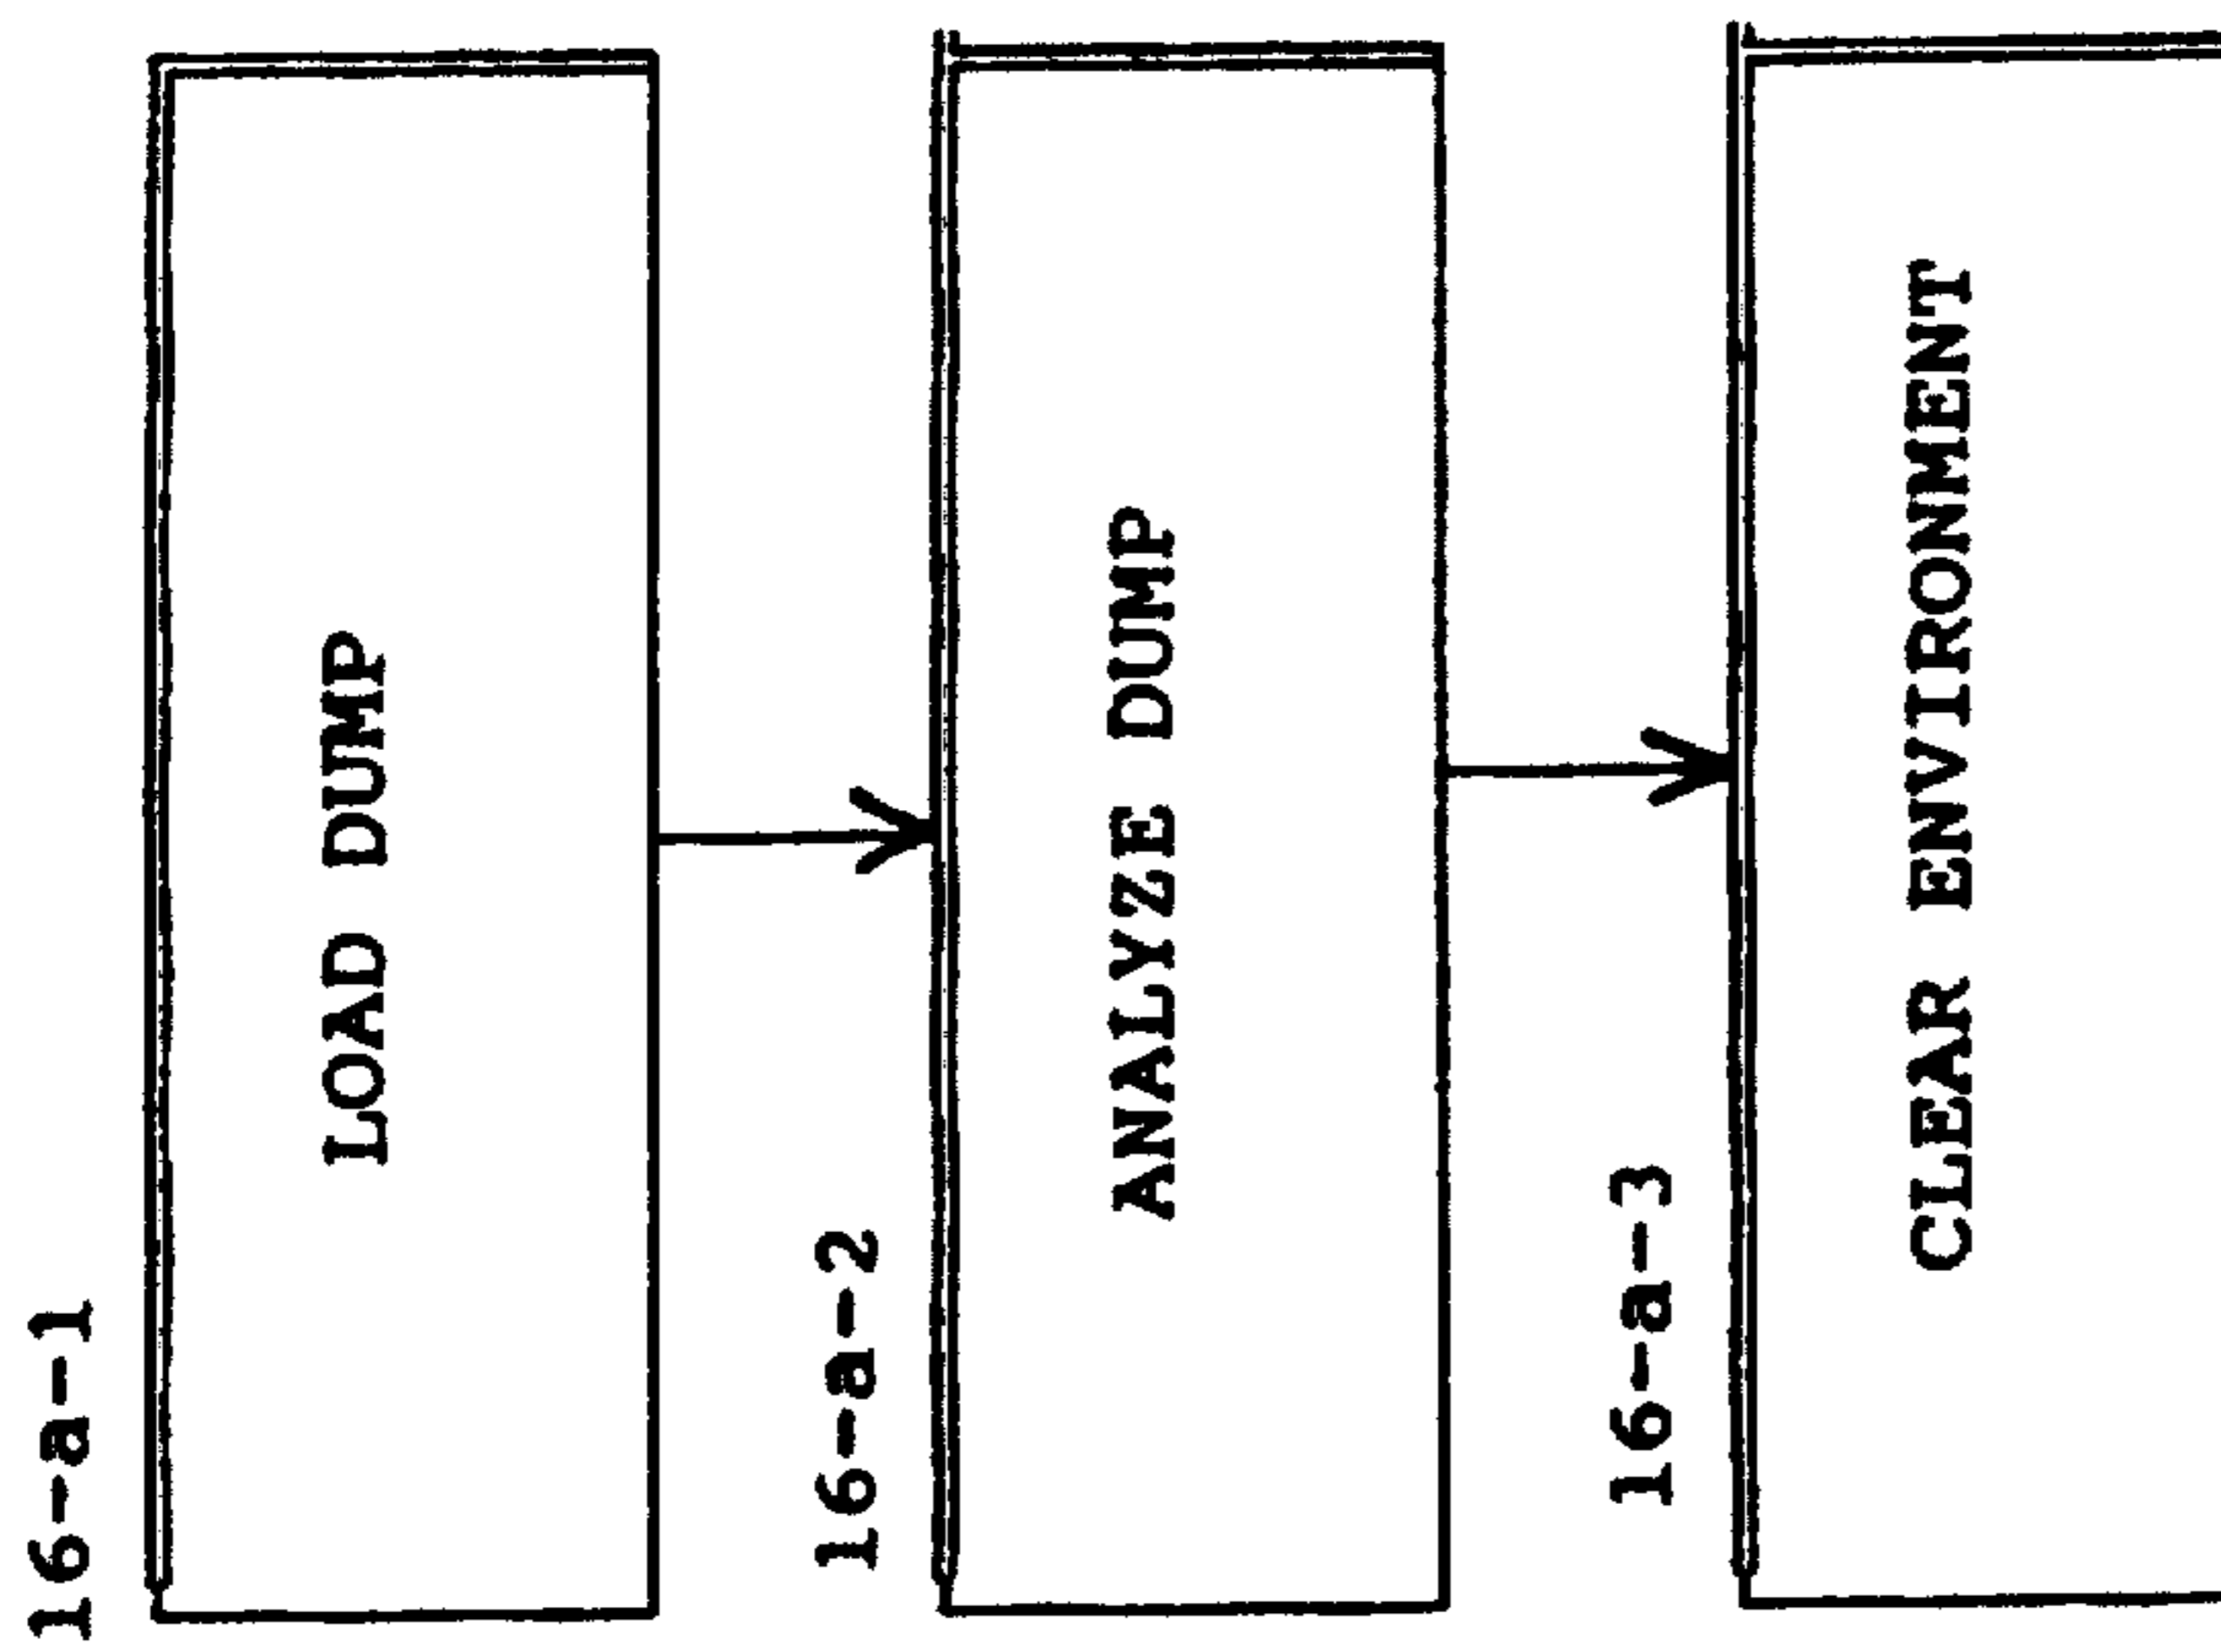 16-a-1
LOAD DUMP
16-a-2
ANALYZE DUMP
16-a-3
CLEAR ENVIRONMENT